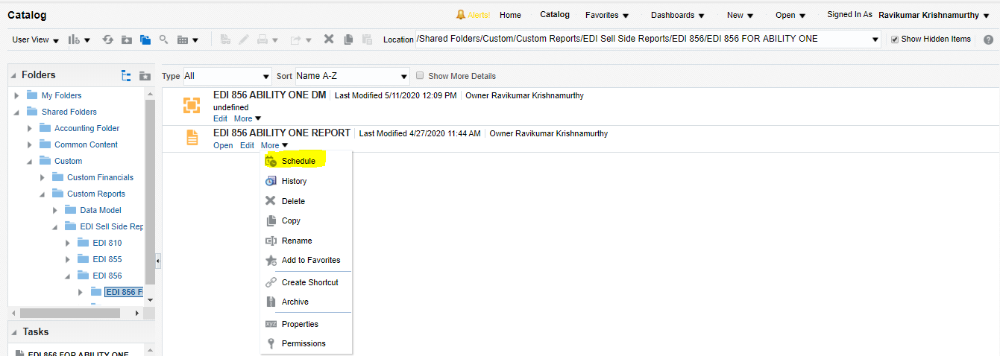 Catalog
Alerts! Home Catalog Favorites Dashboards New Open Signed In As Ravikumar Krishnamurthy
User View Location /Shared Folders/Custom/Custom Reports/EDI Sell Side Reports/EDI 856/EDI 856 FOR ABILITY ONE Show Hidden Items
Folders
My Folders
Shared Folders
Accounting Folder
Common Content
Custom
Custom Financials
Custom Reports
Data Model
EDI Sell Side Rep
EDI 810
EDI 855
EDI 856
EDI 856 F
Tasks
EDI 856 FOR ABILITY ONE
Type All Sort Name A-Z Show More Details
EDI 856 ABILITY ONE DM Last Modified 5/11/2020 12:09 PM Owner Ravikumar Krishnamurthy
undefined
Edit More
EDI 856 ABILITY ONE REPORT Last Modified 4/27/2020 11:44 AM Owner Ravikumar Krishnamurthy
Open Edit More
Schedule
History
Delete
Copy
Rename
Add to Favorites
Create Shortcut
Archive
XYZ Properties
Permissions